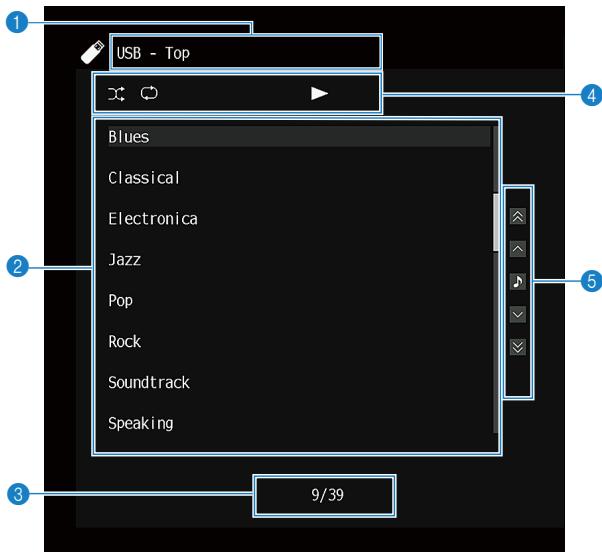 1
USB - Top
4
Blues
Classical
Electronica
Jazz
Pop
Rock
Soundtrack
Speaking
2
5
3
9/39